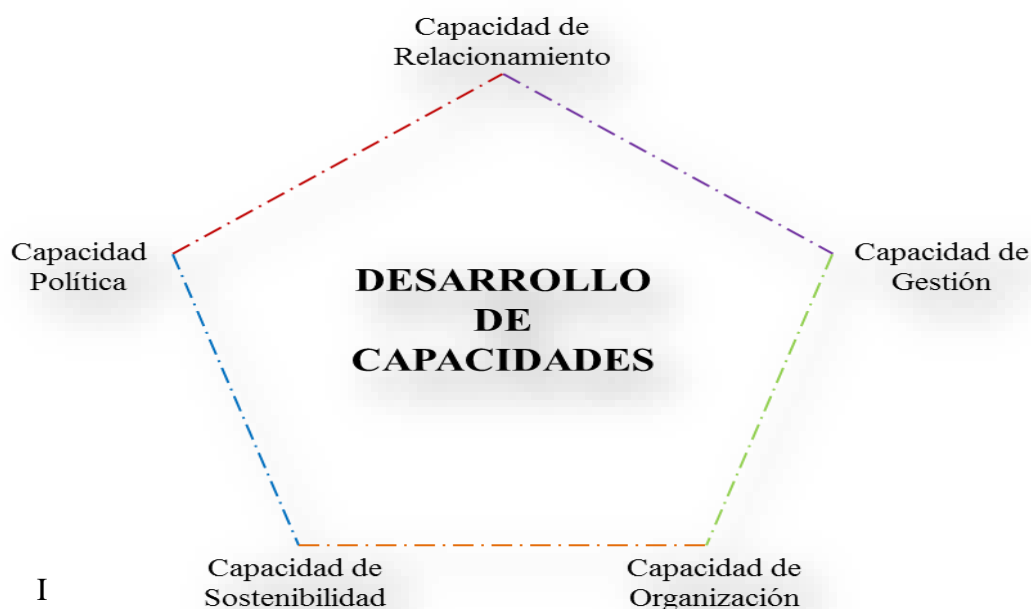 Capacidad de
Relacionamiento
Capacidad
Política
Capacidad de
Gestión
DESARROLLO
DE
CAPACIDADES
Capacidad de
Sostenibilidad
Capacidad de
Organización
I